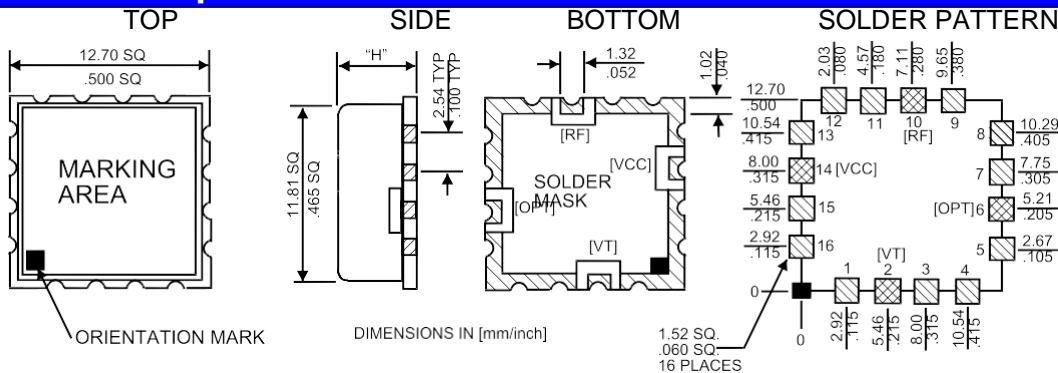 TOP
SIDE
BOTTOM
SOLDER PATTERN
12.70 SQ
.500 SQ
MARKING
AREA
ORIENTATION MARK
"H"
2.54 TYP
.100 TYP
11.81 SQ
.465 SQ
DIMENSIONS IN [mm/inch]
1.32
.052
1.02
.040
[RF]
[VCC]
SOLDER
MASK
[OPT]
[VT]
2.03
.080
4.57
.180
7.11
.280
9.65
.380
12.70
.500
10.54
.415
8.00
.315
5.46
.215
2.92
.115
0
12
11
10
9
[RF]
13
14 [VCC]
15
16
8
7
[OPT] 6
5
10.29
.405
7.75
.305
5.21
.205
2.67
.105
[VT]
1
2
3
4
0
2.92
.115
5.46
.215
8.00
.315
10.54
.415
1.52 SQ.
.060 SQ.
16 PLACES